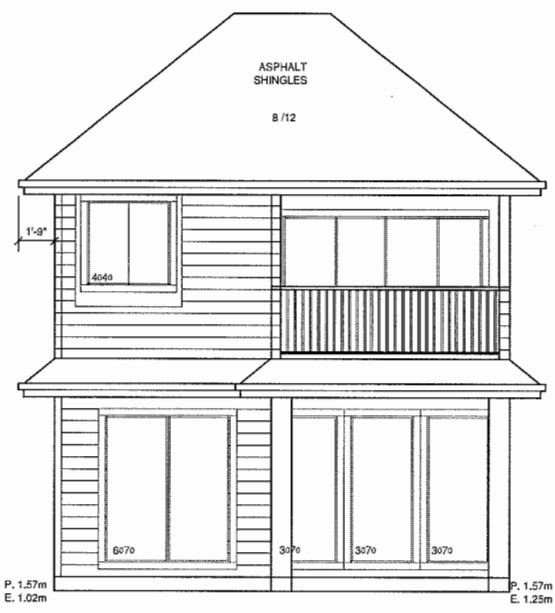 ASPHALT
SHINGLES
8 /12
1'-9"
4040
6070
3070
3070
3070
P. 1.57m
E. 1.02m
P. 1.57m
E. 1.25m